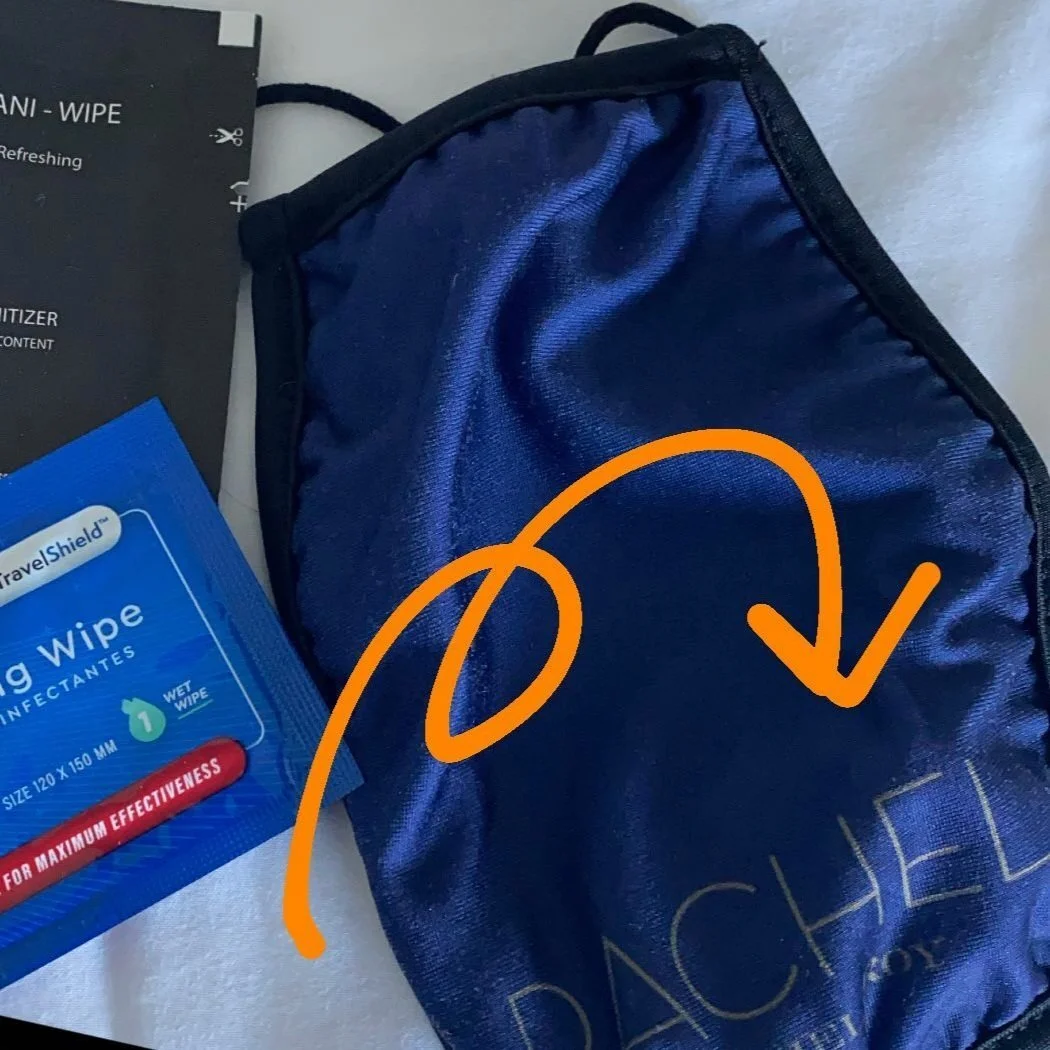 ANI - WIPE
Refreshing
ITIZER
CONTENT
TravelShield™
g Wipe
INFECTANTES
1 WET
WIPE
SIZE 120 X 150 MM
FOR MAXIMUM EFFECTIVENESS
RACHEL